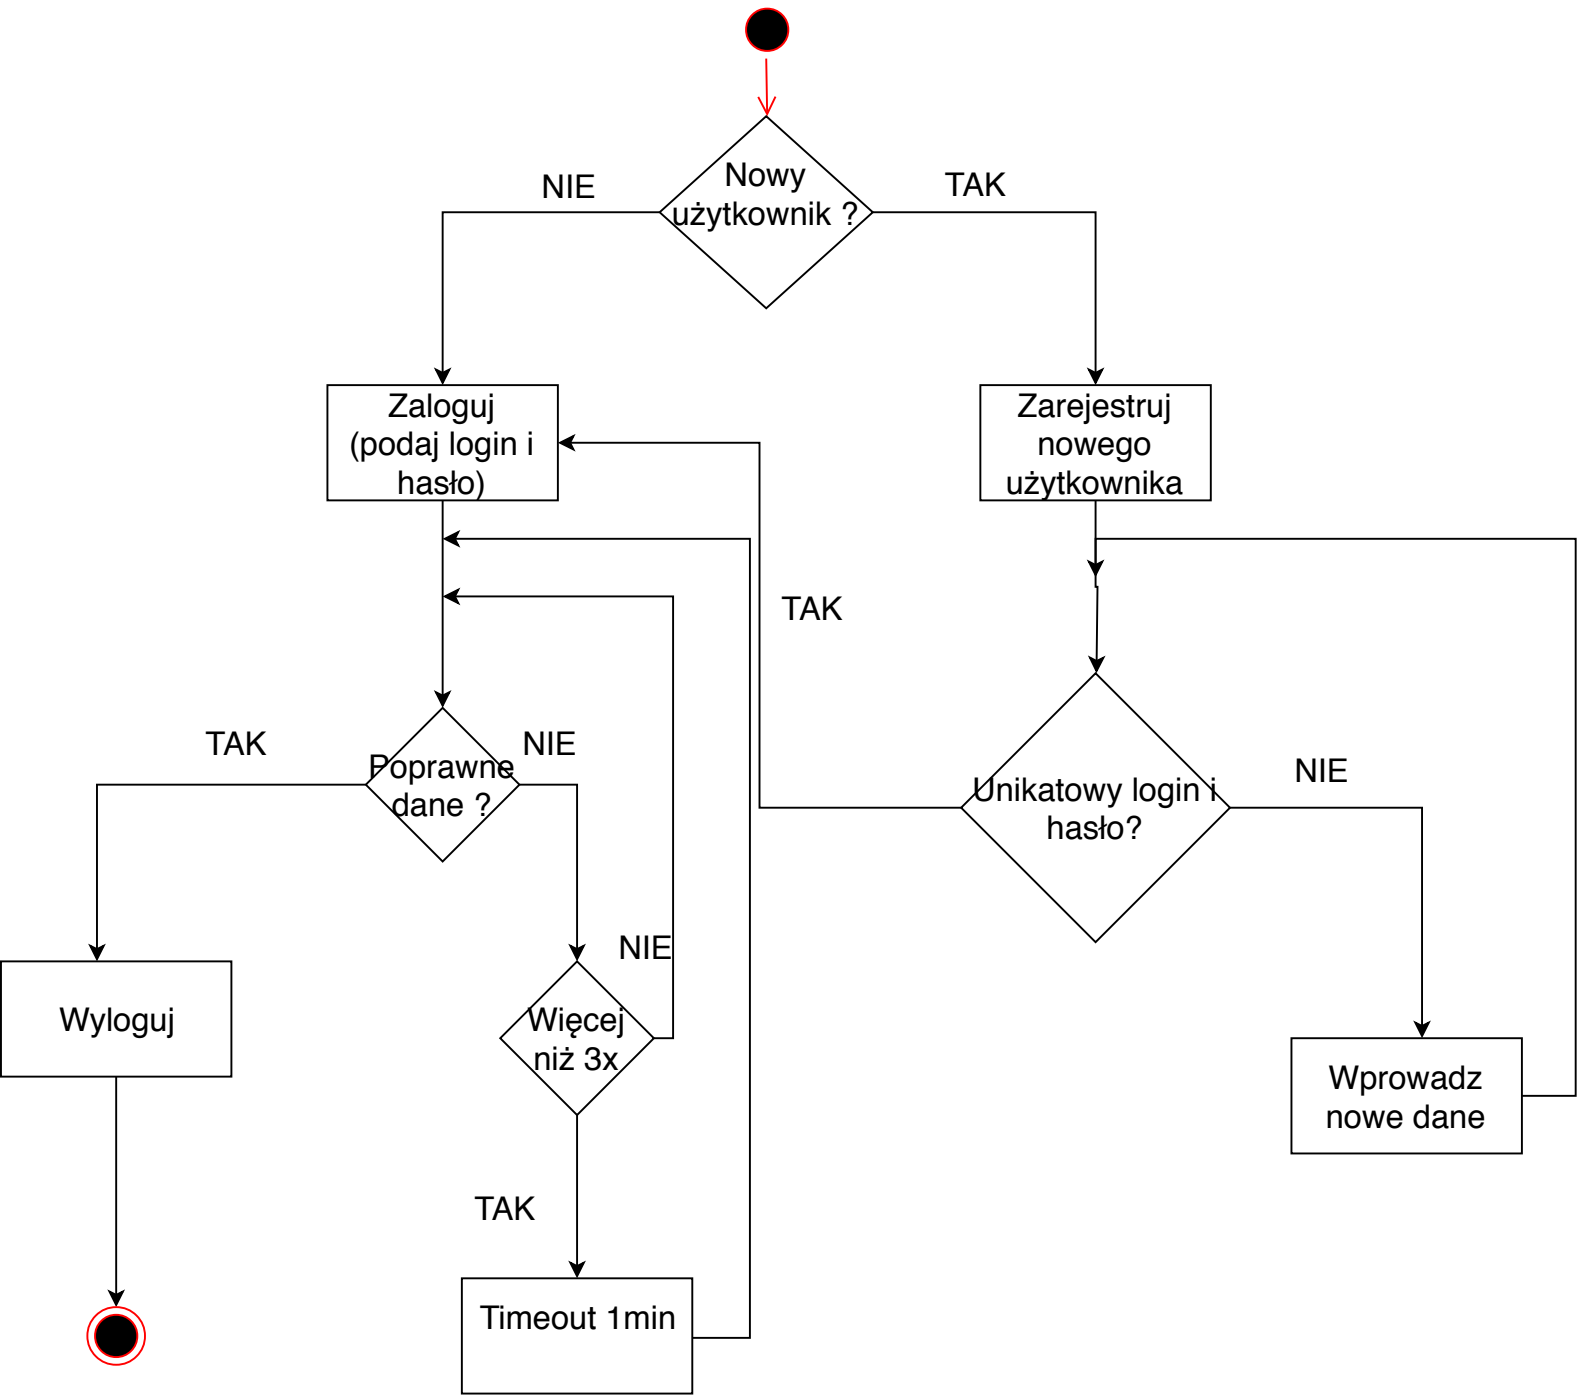 Nowy
użytkownik ?
NIE
TAK
Zaloguj
(podaj login i
hasło)
Zarejestruj
nowego
użytkownika
TAK
TAK
NIE
Poprawne
dane ?
Unikatowy login i
hasło?
NIE
NIE
Wyloguj
Więcej
niż 3x
Wprowadz
nowe dane
TAK
Timeout 1min